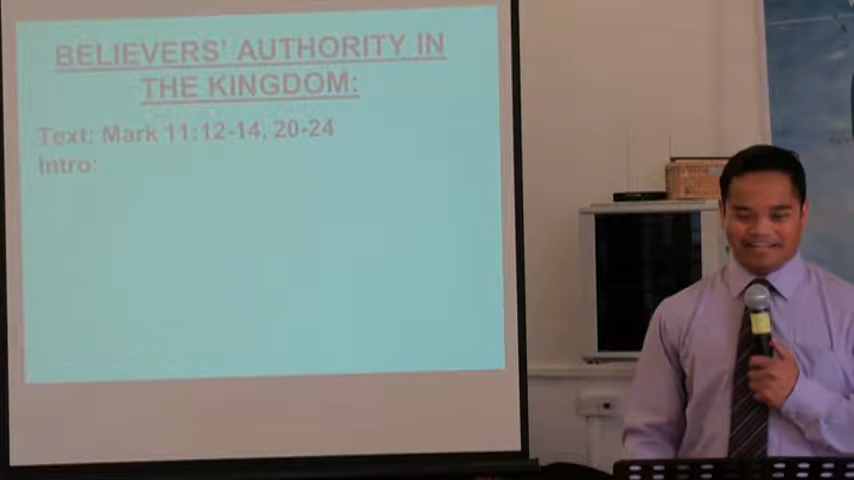 BELIEVERS' AUTHORITY IN
THE KINGDOM:
Text: Mark 11:12-14, 20-24
Intro: